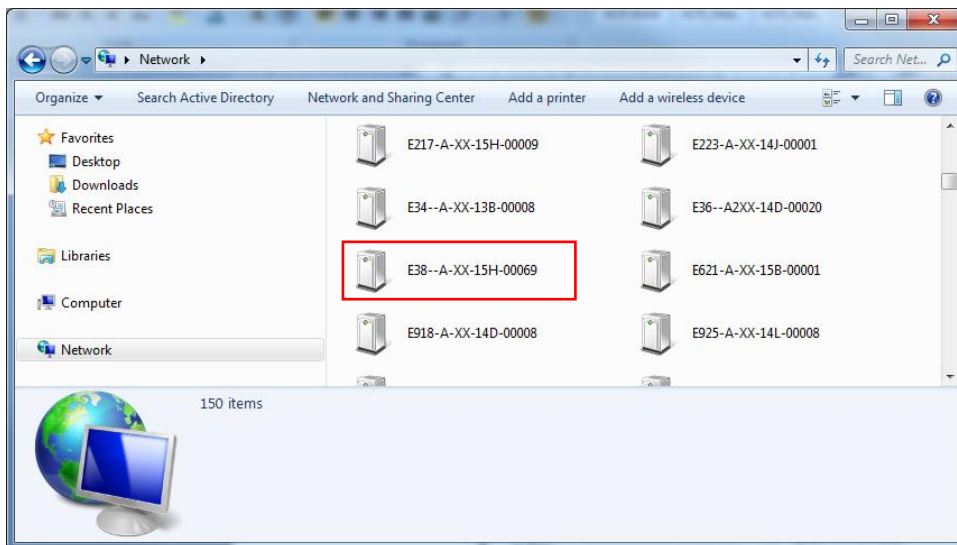 Network
Search Net...
Organize Search Active Directory Network and Sharing Center Add a printer Add a wireless device
Favorites
Desktop
Downloads
Recent Places
Libraries
Computer
Network
E217-A-XX-15H-00009 E223-A-XX-14J-00001
E34--A-XX-13B-00008 E36--A2XX-14D-00020
E38--A-XX-15H-00069 E621-A-XX-15B-00001
E918-A-XX-14D-00008 E925-A-XX-14L-00008
150 items